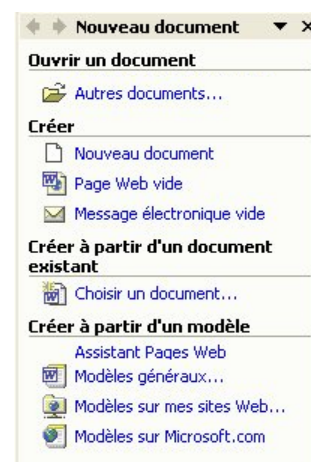 Nouveau document
Ouvrir un document
Autres documents...
Créer
Nouveau document
Page Web vide
Message électronique vide
Créer à partir d'un document
existant
Choisir un document...
Créer à partir d'un modèle
Assistant Pages Web
Modèles généraux...
Modèles sur mes sites Web...
Modèles sur Microsoft.com